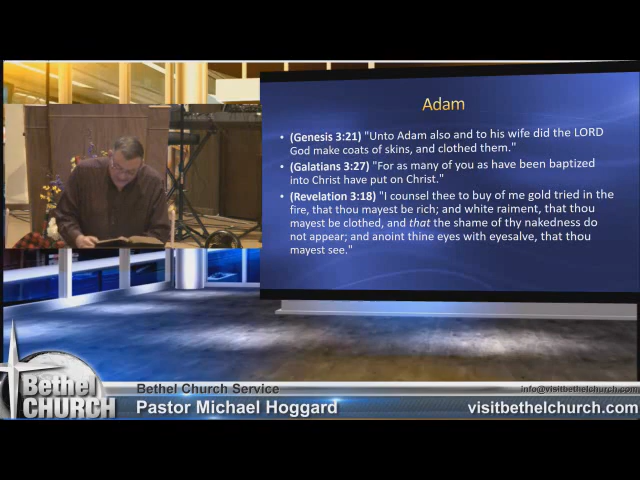 Adam
• (Genesis 3:21) "Unto Adam also and to his wife did the LORD
God make coats of skins, and clothed them."
• (Galatians 3:27) "For as many of you as have been baptized
into Christ have put on Christ."
• (Revelation 3:18) "I counsel thee to buy of me gold tried in the
fire, that thou mayest be rich; and white raiment, that thou
mayest be clothed, and that the shame of thy nakedness do
not appear; and anoint thine eyes with eyesalve, that thou
mayest see."
Bethel
CHURCH
Bethel Church Service
info@visitbethelchurch.com
Pastor Michael Hoggard
visitbethelchurch.com